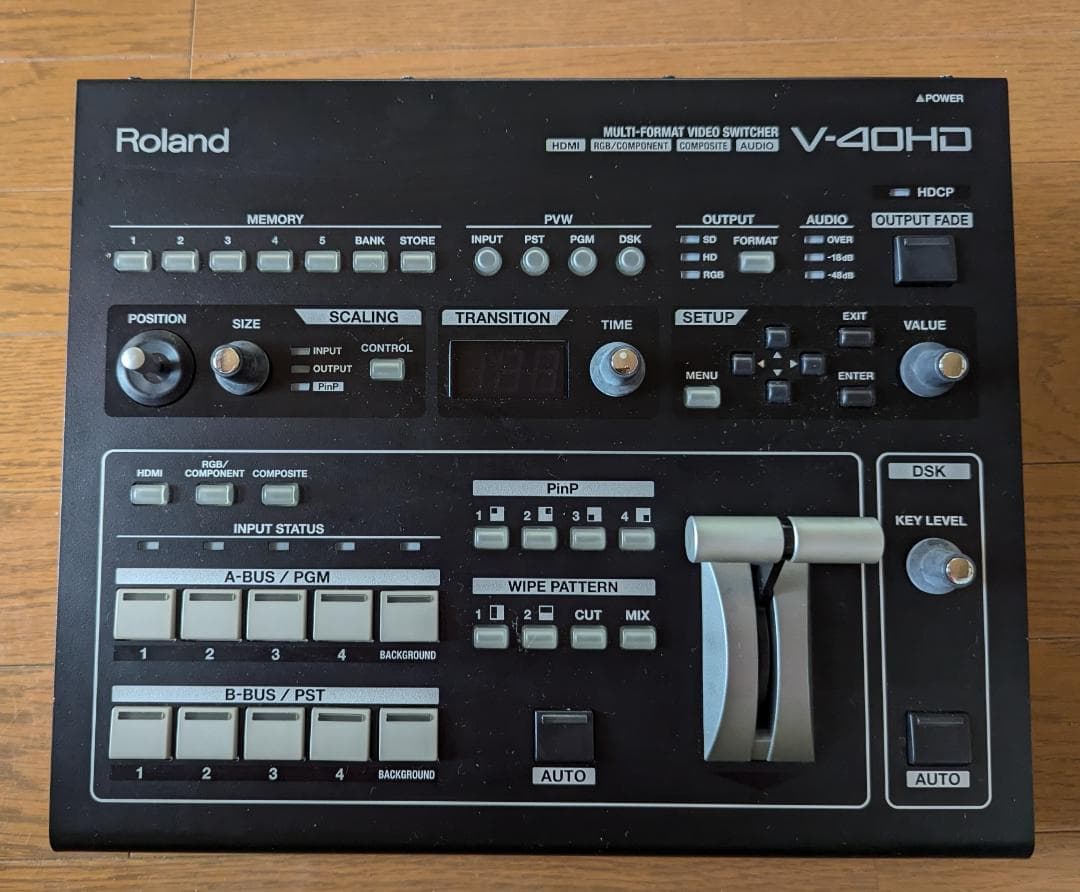 ▲POWER
Roland
MULTI-FORMAT VIDEO SWITCHER
HDMI RGB/COMPONENT COMPOSITE AUDIO
V-40HD
HDCP
MEMORY
PVW
OUTPUT
AUDIO
OUTPUT FADE
1 2 3 4 5 BANK STORE
INPUT PST PGM DSK
SD FORMAT
HD
RGB
OVER
-18dB
-48dB
POSITION
SIZE
SCALING
INPUT
OUTPUT
PinP
CONTROL
TRANSITION
TIME
SETUP
EXIT
VALUE
MENU
ENTER
HDMI
RGB/
COMPONENT
COMPOSITE
INPUT STATUS
A-BUS / PGM
1 2 3 4 BACKGROUND
B-BUS / PST
1 2 3 4 BACKGROUND
PinP
1 2 3 4
WIPE PATTERN
1 2 CUT MIX
AUTO
DSK
KEY LEVEL
AUTO